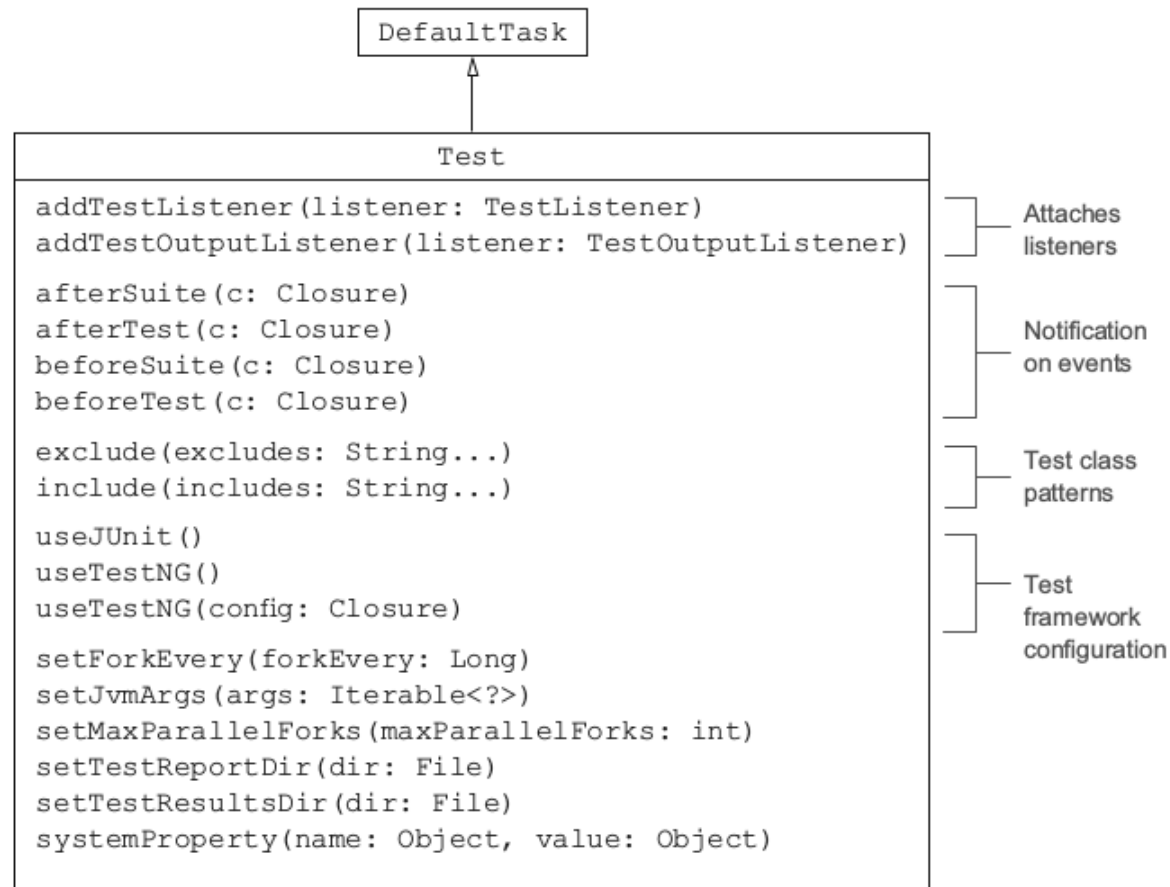 DefaultTask
Test
addTestListener(listener: TestListener)
addTestOutputListener(listener: TestOutputListener)
Attaches
listeners
afterSuite(c: Closure)
afterTest(c: Closure)
beforeSuite(c: Closure)
beforeTest(c: Closure)
Notification
on events
exclude(excludes: String...)
include(includes: String...)
Test class
patterns
useJUnit()
useTestNG()
useTestNG(config: Closure)
Test
framework
configuration
setForkEvery(forkEvery: Long)
setJvmArgs(args: Iterable<?>)
setMaxParallelForks(maxParallelForks: int)
setTestReportDir(dir: File)
setTestResultsDir(dir: File)
systemProperty(name: Object, value: Object)